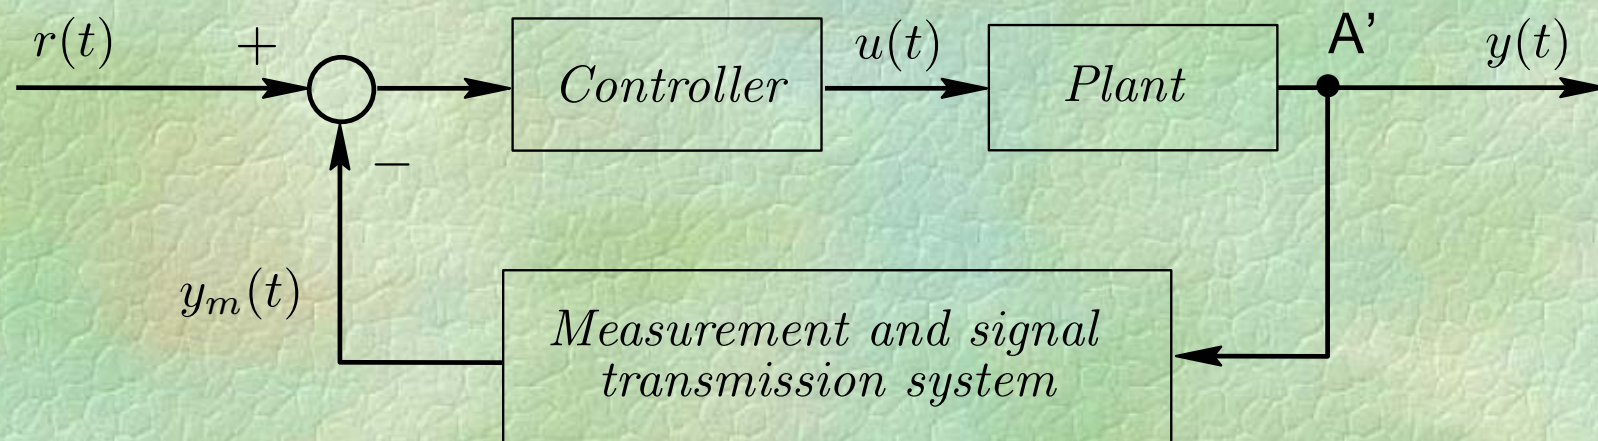 r(t)
+
Controller
u(t)
Plant
A’
y(t)
−
y_m(t)
Measurement and signal
transmission system